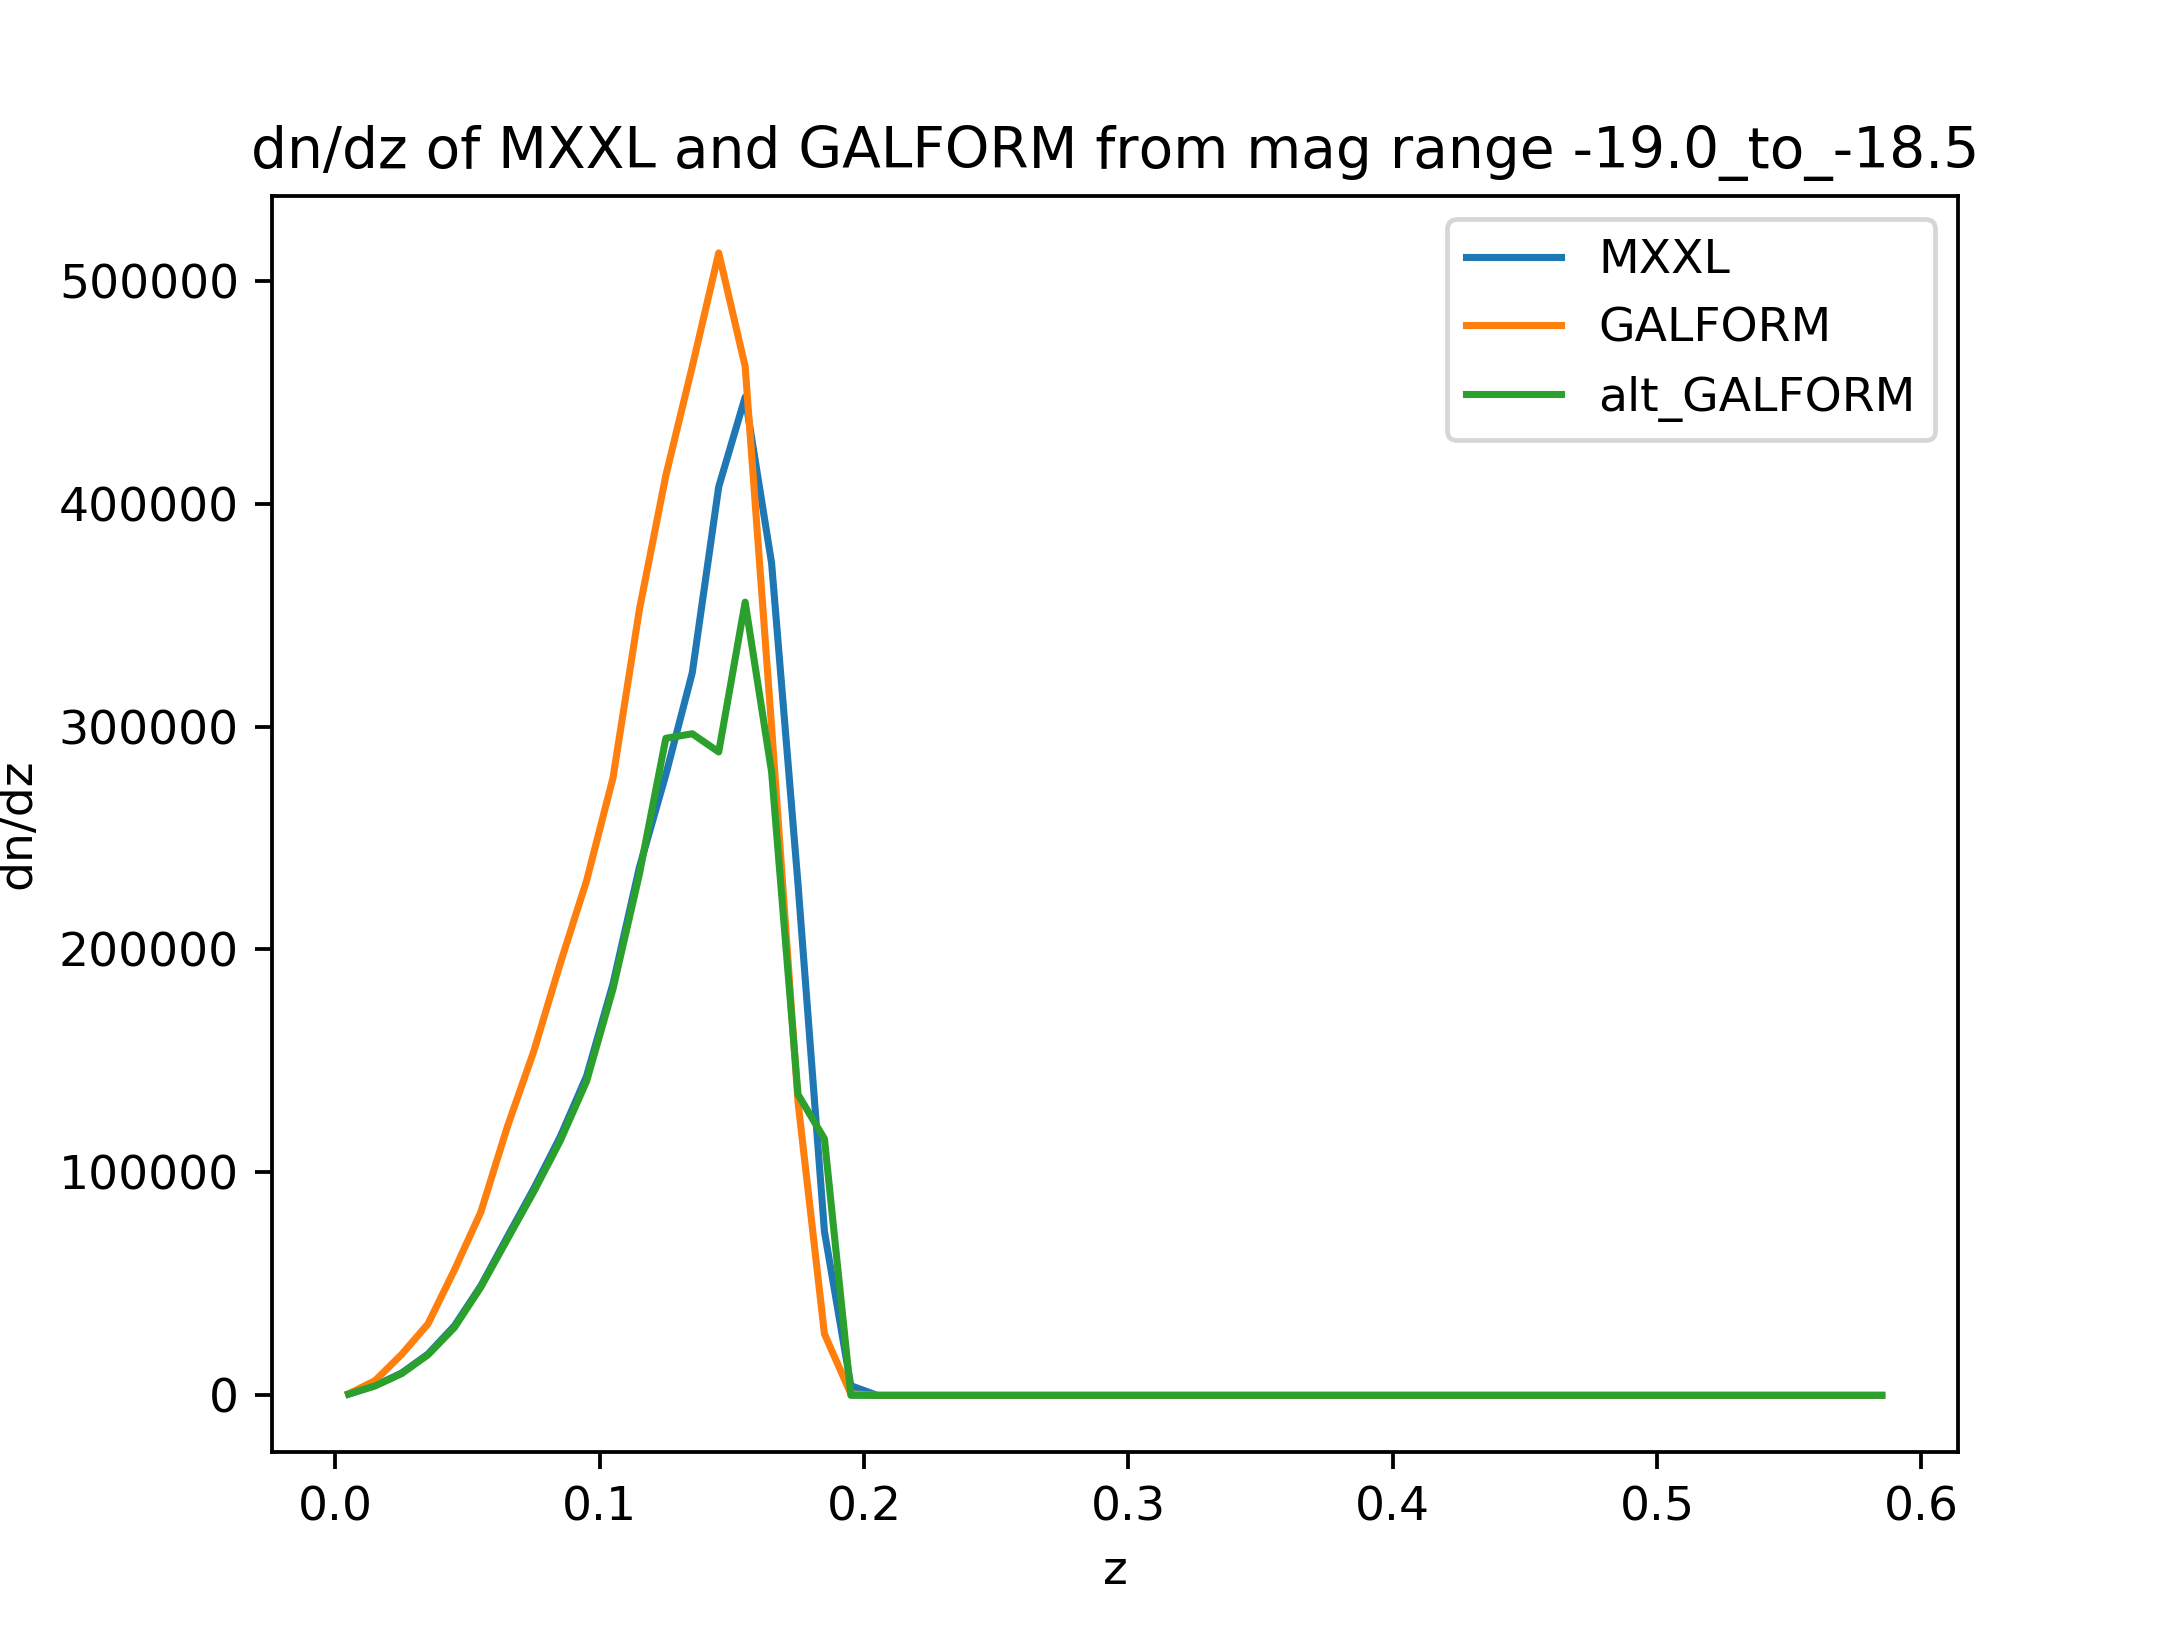 dn/dz of MXXL and GALFORM from mag range -19.0_to_-18.5
MXXL
GALFORM
alt_GALFORM
500000
400000
300000
200000
100000
0
dn/dz
0.0 0.1 0.2 0.3 0.4 0.5 0.6
z